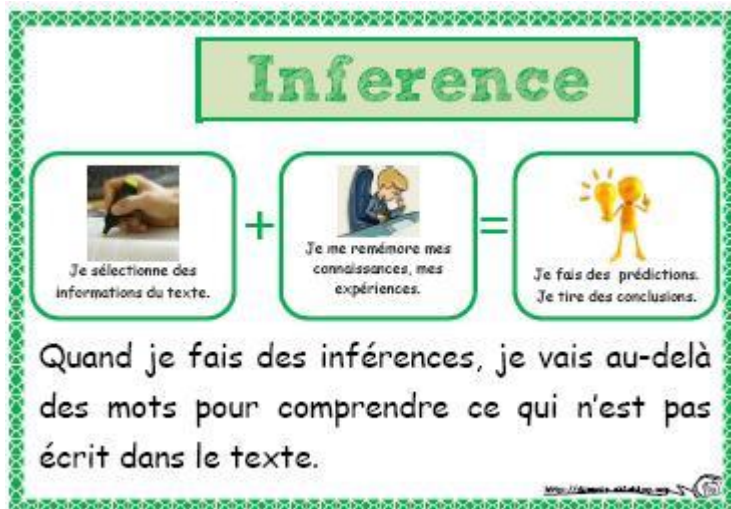 Inference
Je sélectionne des
informations du texte.
+
Je me remémore mes
connaissances, mes
expériences.
=
Je fais des prédictions.
Je tire des conclusions.
Quand je fais des inférences, je vais au-delà
des mots pour comprendre ce qui n'est pas
écrit dans le texte.